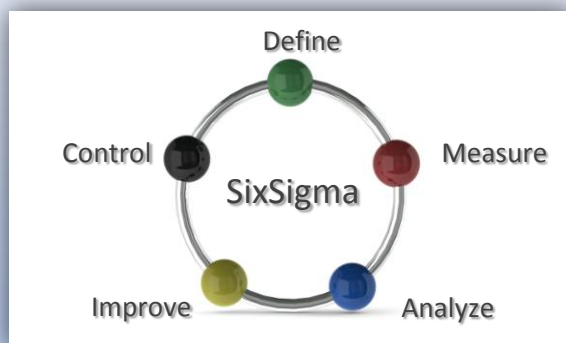 Define
Control
Measure
SixSigma
Improve
Analyze